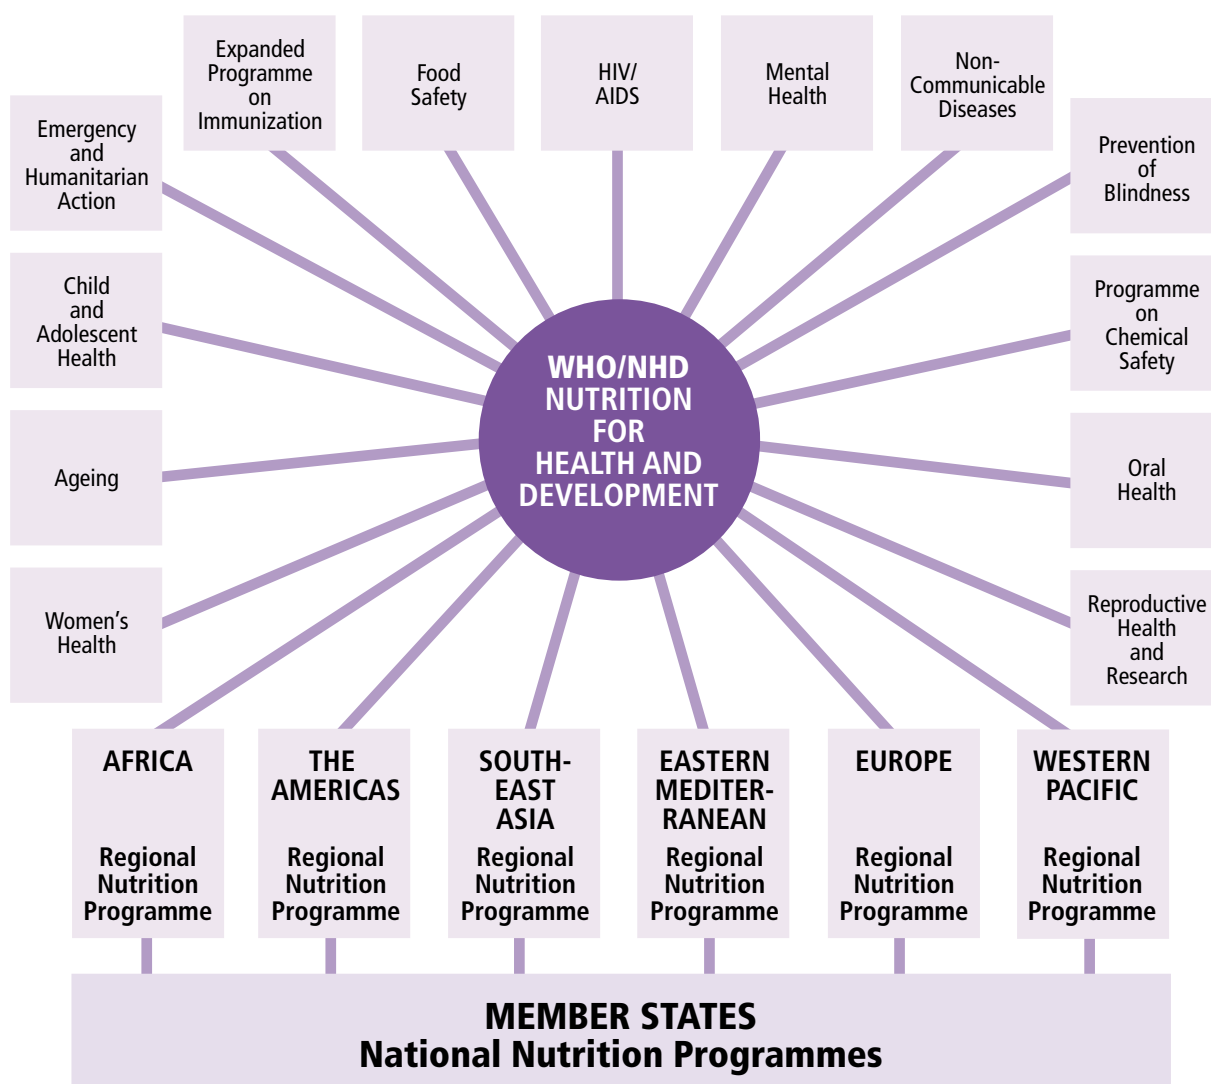 Expanded
Programme
on
Immunization
Food
Safety
HIV/
AIDS
Mental
Health
Non-
Communicable
Diseases
Emergency
and
Humanitarian
Action
Prevention
of
Blindness
Child
and
Adolescent
Health
Programme
on
Chemical
Safety
WHO/NHD
NUTRITION
FOR
HEALTH AND
DEVELOPMENT
Ageing
Oral
Health
Women’s
Health
Reproductive
Health
and
Research
AFRICA
Regional
Nutrition
Programme
THE
AMERICAS
Regional
Nutrition
Programme
SOUTH-
EAST
ASIA
Regional
Nutrition
Programme
EASTERN
MEDITER-
RANEAN
Regional
Nutrition
Programme
EUROPE
Regional
Nutrition
Programme
WESTERN
PACIFIC
Regional
Nutrition
Programme
MEMBER STATES
National Nutrition Programmes